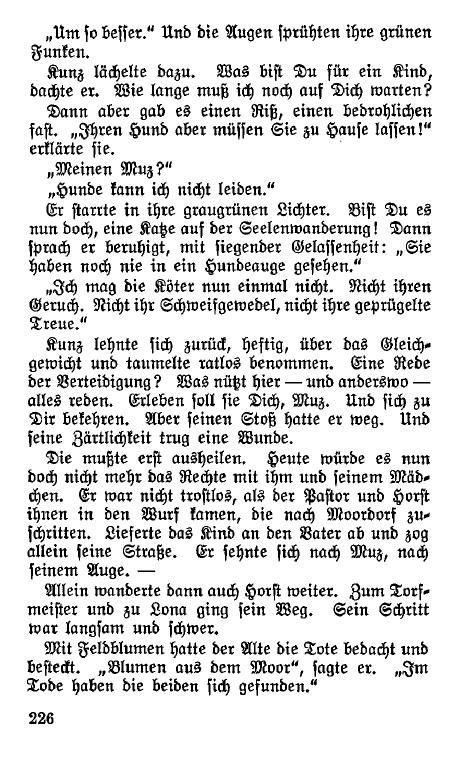 „Um so besser.“ Und die Augen sprühten ihre grünen
Funken.
Kunz lächelte dazu. Was bist Du für ein Kind,
dachte er. Wie lange muß ich noch auf Dich warten?
Dann aber gab es einen Riß, einen bedrohlichen
fast. „Ihren Hund aber müssen Sie zu Hause lassen!“
erklärte sie.
„Meinen Muz?“
„Hunde kann ich nicht leiden.“
Er starrte in ihre graugrünen Lichter. Bist Du es
nun doch, eine Katze auf der Seelenwanderung! Dann
sprach er beruhigt, mit siegender Gelassenheit: „Sie
haben noch nie in ein Hundeauge gesehen.“
„Ich mag die Köter nun einmal nicht. Nicht ihren
Geruch. Nicht ihr Schweifgewedel, nicht ihre geprügelte
Treue.“
Kunz lehnte sich zurück, heftig, über das Gleich-
gewicht und taumelte ratlos benommen. Eine Rede
der Verteidigung? Was nützt hier — und anderswo —
alles reden. Erleben soll sie Dich, Muz. Und sich zu
Dir bekehren. Aber seinen Stoß hatte er weg. Und
seine Zärtlichkeit trug eine Wunde.
Die mußte erst ausheilen. Heute würde es nun
doch nicht mehr das Rechte mit ihm und seinem Mäd-
chen. Er war nicht trostlos, als der Pastor und Horst
ihnen in den Wurf kamen, die nach Moordorf zu-
schritten. Lieferte das Kind an den Vater ab und zog
allein seine Straße. Er sehnte sich nach Muz, nach
seinem Auge. —
Allein wanderte dann auch Horst weiter. Zum Torf-
meister und zu Lona ging sein Weg. Sein Schritt
war langsam und schwer.
Mit Feldblumen hatte der Alte die Tote bedacht und
besteckt. „Blumen aus dem Moor“, sagte er. „Im
Tode haben die beiden sich gefunden.“
226